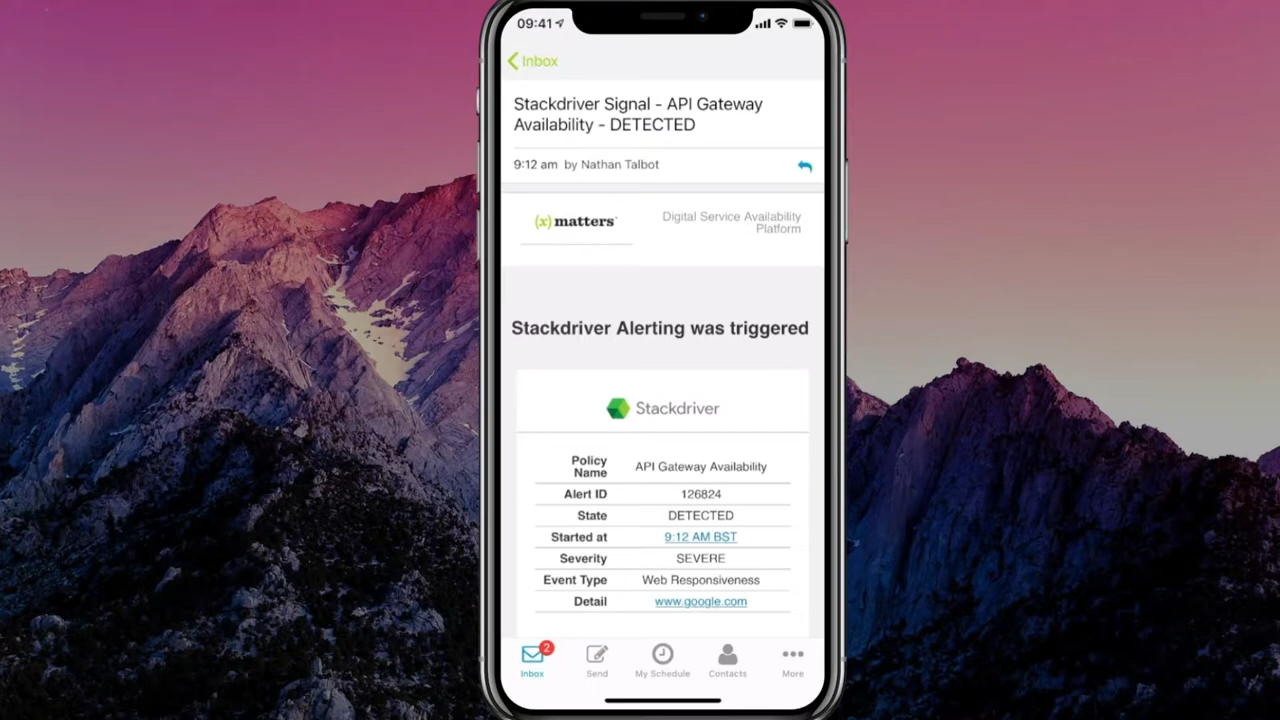 09:41
Inbox
Stackdriver Signal - API Gateway
Availability - DETECTED
9:12 am by Nathan Talbot
(x)matters
Digital Service Availability
Platform
Stackdriver Alerting was triggered
Stackdriver
Policy
Name
API Gateway Availability
Alert ID 126824
State DETECTED
Started at 9:12 AM BST
Severity SEVERE
Event Type Web Responsiveness
Detail www.google.com
2
Inbox Send My Schedule Contacts More